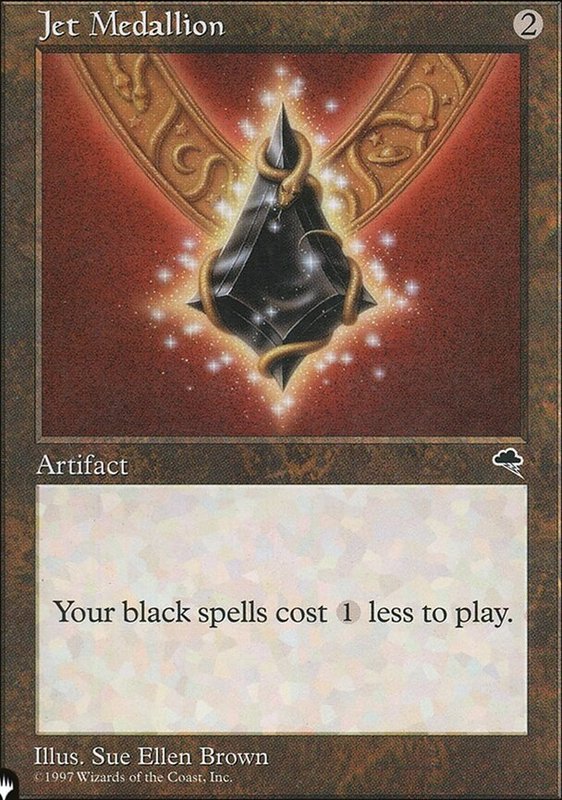 Jet Medallion 2
Artifact
Your black spells cost 1 less to play.
Illus. Sue Ellen Brown
©1997 Wizards of the Coast, Inc.